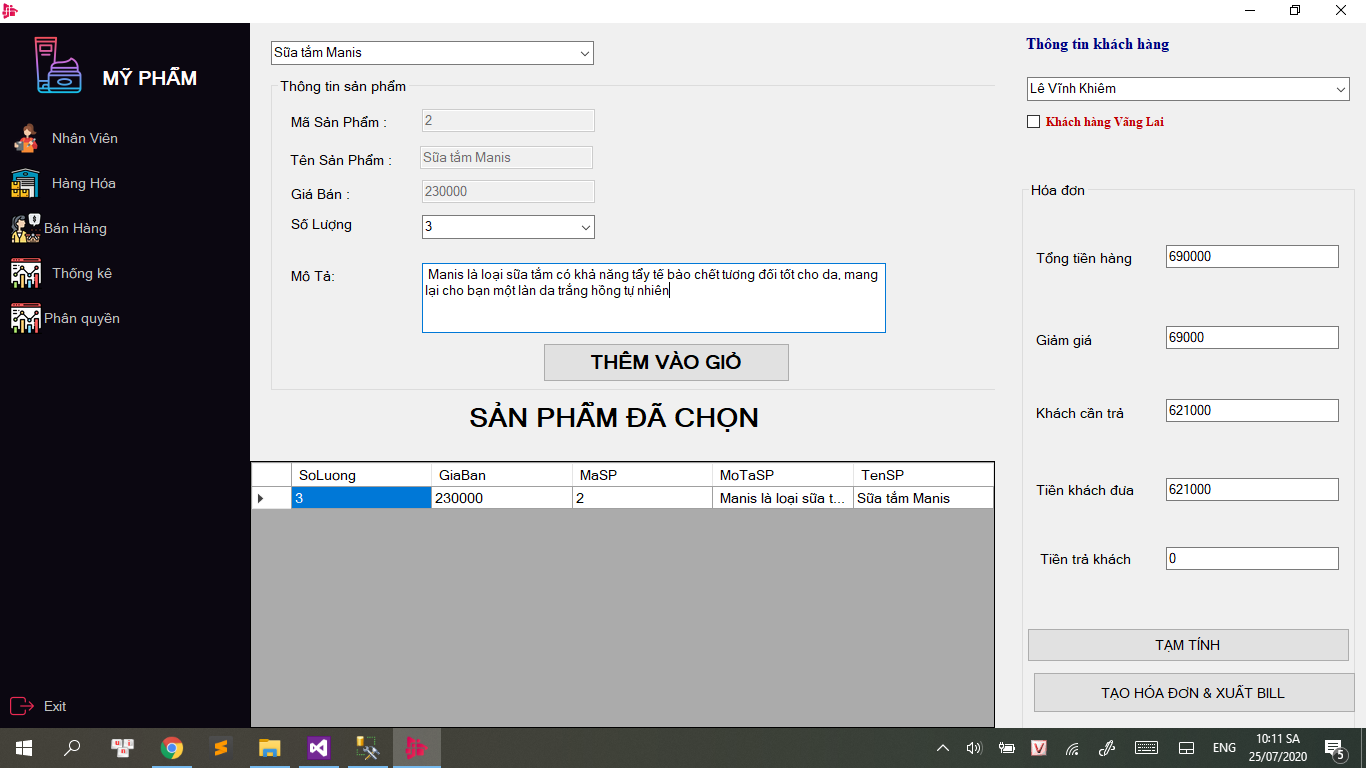 MỸ PHẨM
Nhân Viên
Hàng Hóa
Bán Hàng
Thống kê
Phân quyền
Exit
Sữa tắm Manis
Thông tin sản phẩm
Mã Sản Phẩm :
2
Tên Sản Phẩm :
Sữa tắm Manis
Giá Bán :
230000
Số Lượng
3
Mô Tả:
Manis là loại sữa tắm có khả năng tẩy tế bào chết tương đối tốt cho da, mang
lại cho bạn một làn da trắng hồng tự nhiên
THÊM VÀO GIỎ
SẢN PHẨM ĐÃ CHỌN
SoLuong GiaBan MaSP MoTaSP TenSP
3 230000 2 Manis là loại sữa t... Sữa tắm Manis
Thông tin khách hàng
Lê Vĩnh Khiêm
Khách hàng Vãng Lai
Hóa đơn
Tổng tiền hàng
690000
Giảm giá
69000
Khách cần trả
621000
Tiền khách đưa
621000
Tiền trả khách
0
TẠM TÍNH
TẠO HÓA ĐƠN & XUẤT BILL
ENG
10:11 SA
25/07/2020
5